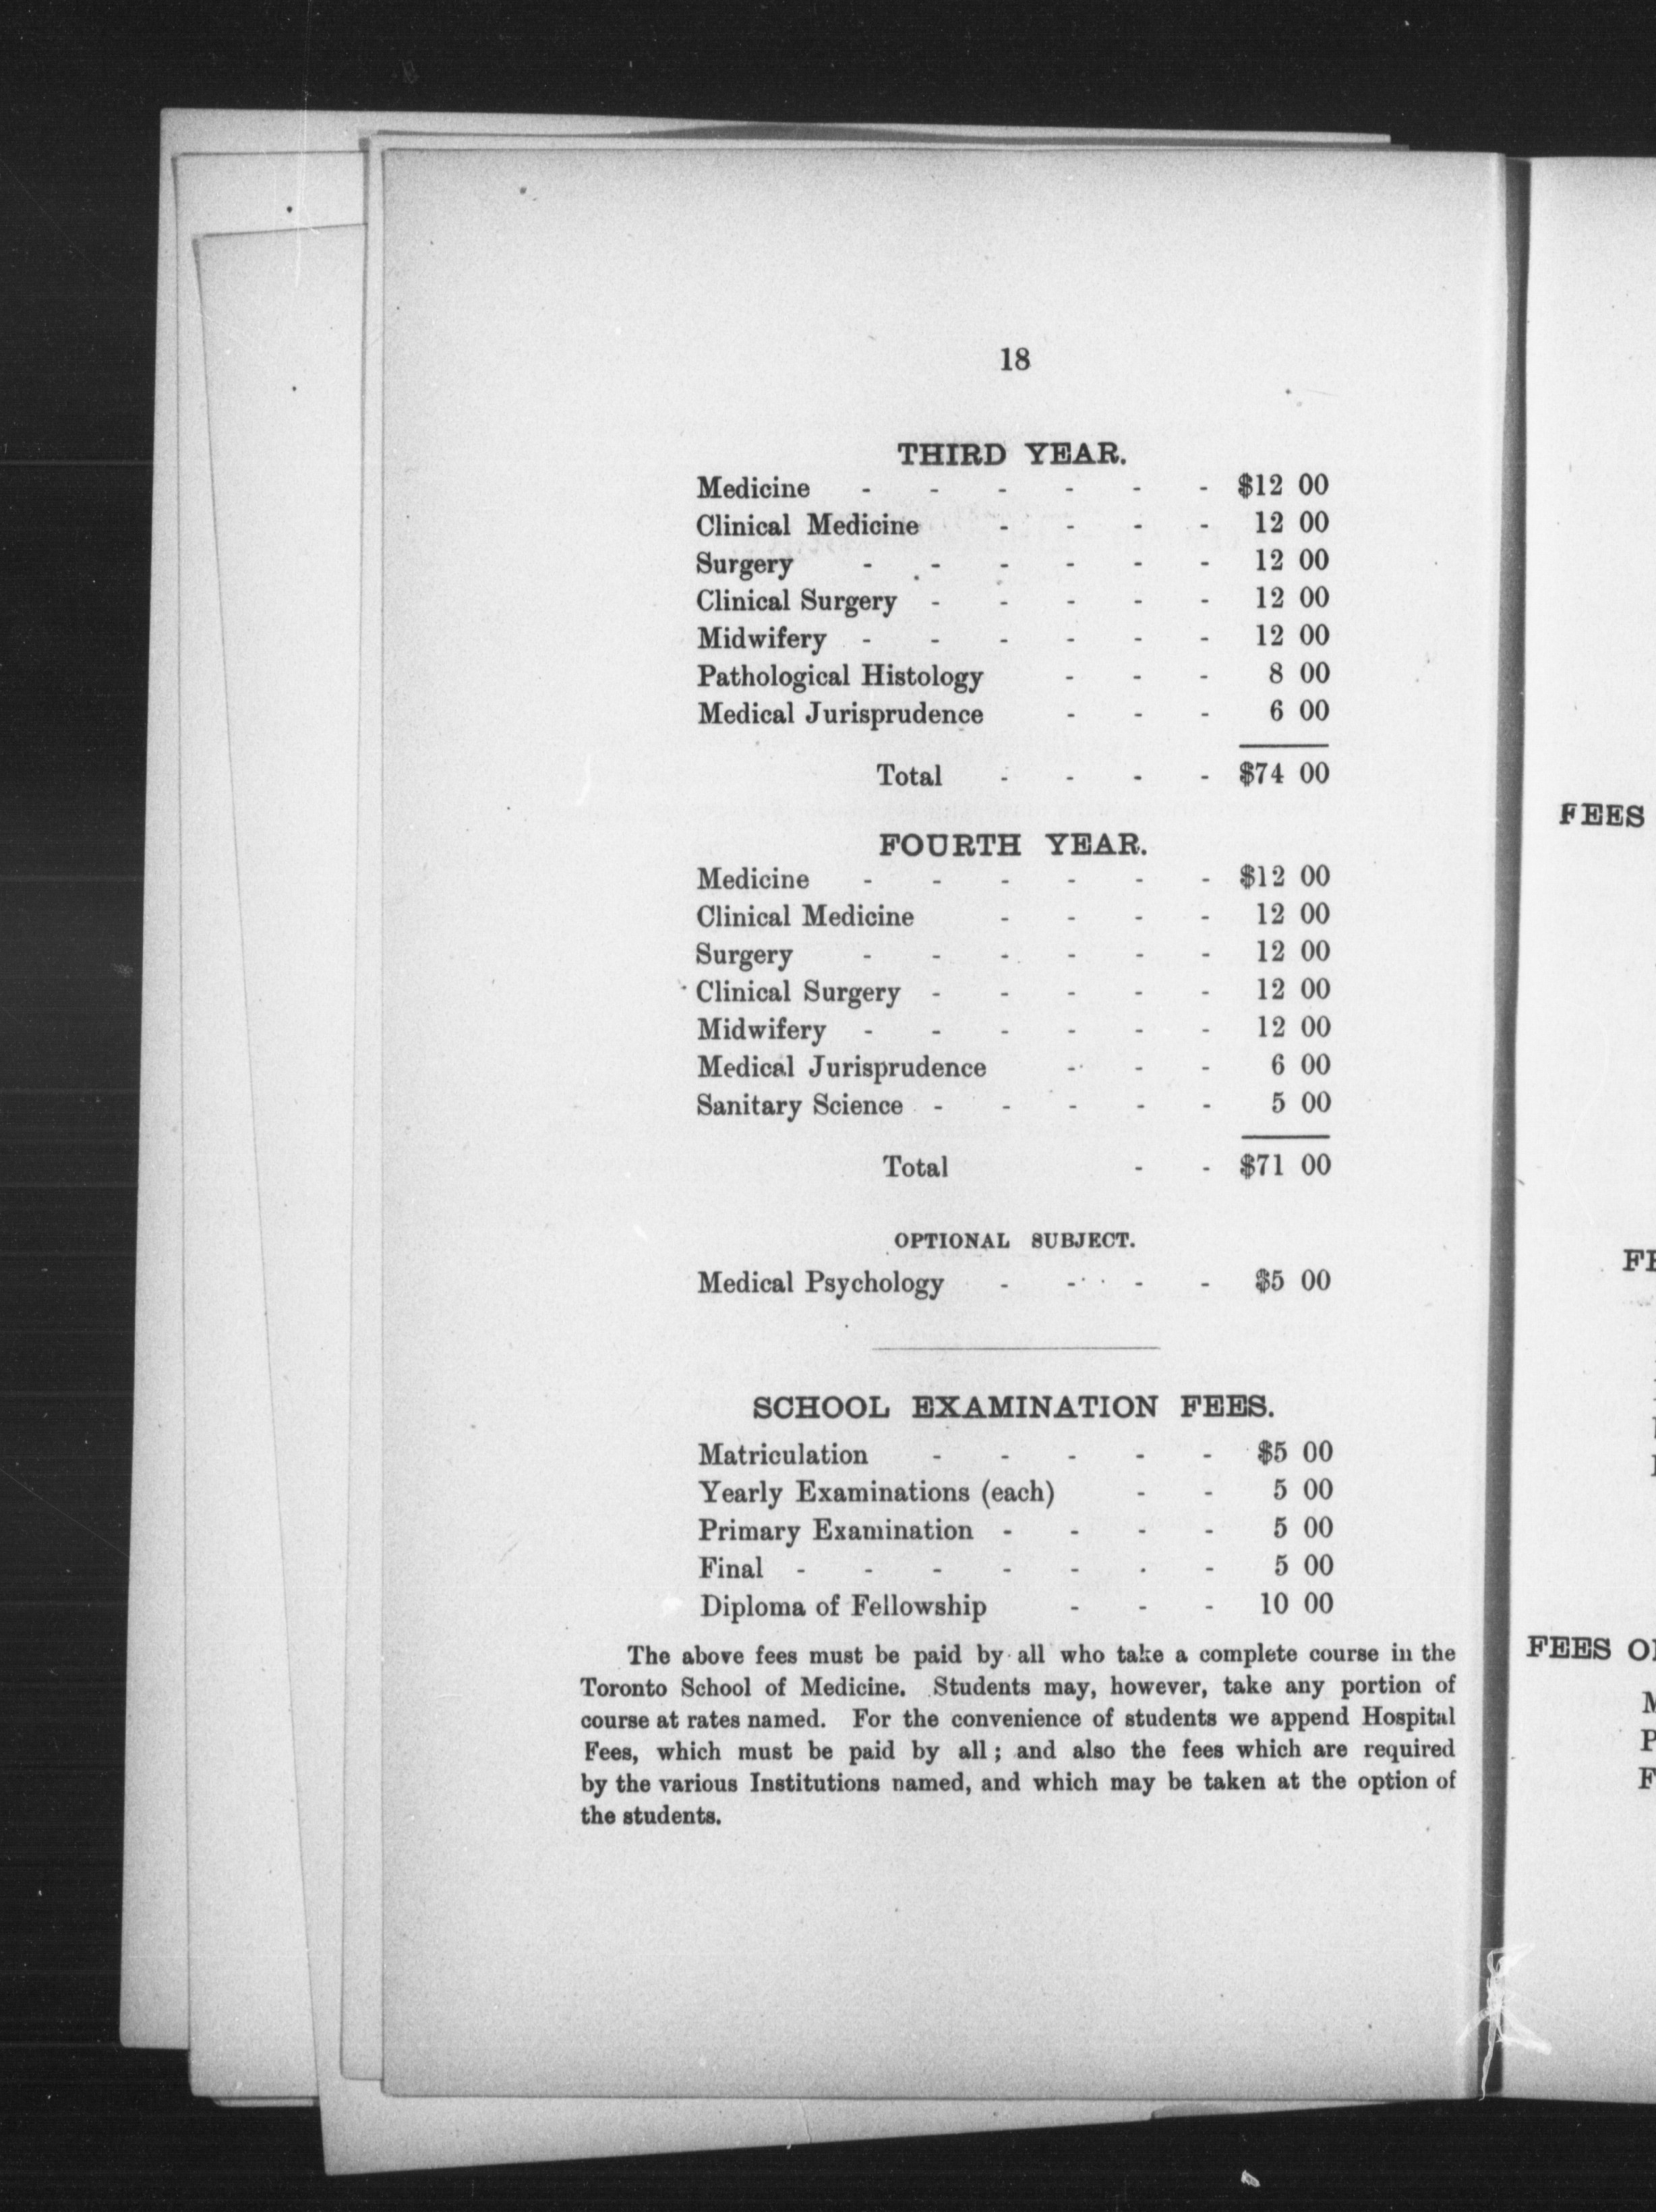 18
THIRD YEAR.
Medicine - - - - - - $12 00
Clinical Medicine - - - - 12 00
Surgery - - - - - - 12 00
Clinical Surgery - - - - - 12 00
Midwifery - - - - - - 12 00
Pathological Histology - - - 8 00
Medical Jurisprudence - - - 6 00
Total - - - - $74 00
FOURTH YEAR.
Medicine - - - - - - $12 00
Clinical Medicine - - - - 12 00
Surgery - - - - - - 12 00
Clinical Surgery - - - - - 12 00
Midwifery - - - - - - 12 00
Medical Jurisprudence - - - 6 00
Sanitary Science - - - - - 5 00
Total - - $71 00
OPTIONAL SUBJECT.
Medical Psychology - - - - $5 00
SCHOOL EXAMINATION FEES.
Matriculation - - - - - $5 00
Yearly Examinations (each) - - 5 00
Primary Examination - - - - 5 00
Final - - - - - - - 5 00
Diploma of Fellowship - - - 10 00
The above fees must be paid by all who take a complete course in the
Toronto School of Medicine. Students may, however, take any portion of
course at rates named. For the convenience of students we append Hospital
Fees, which must be paid by all; and also the fees which are required
by the various Institutions named, and which may be taken at the option of
the students.
FEES
FEES